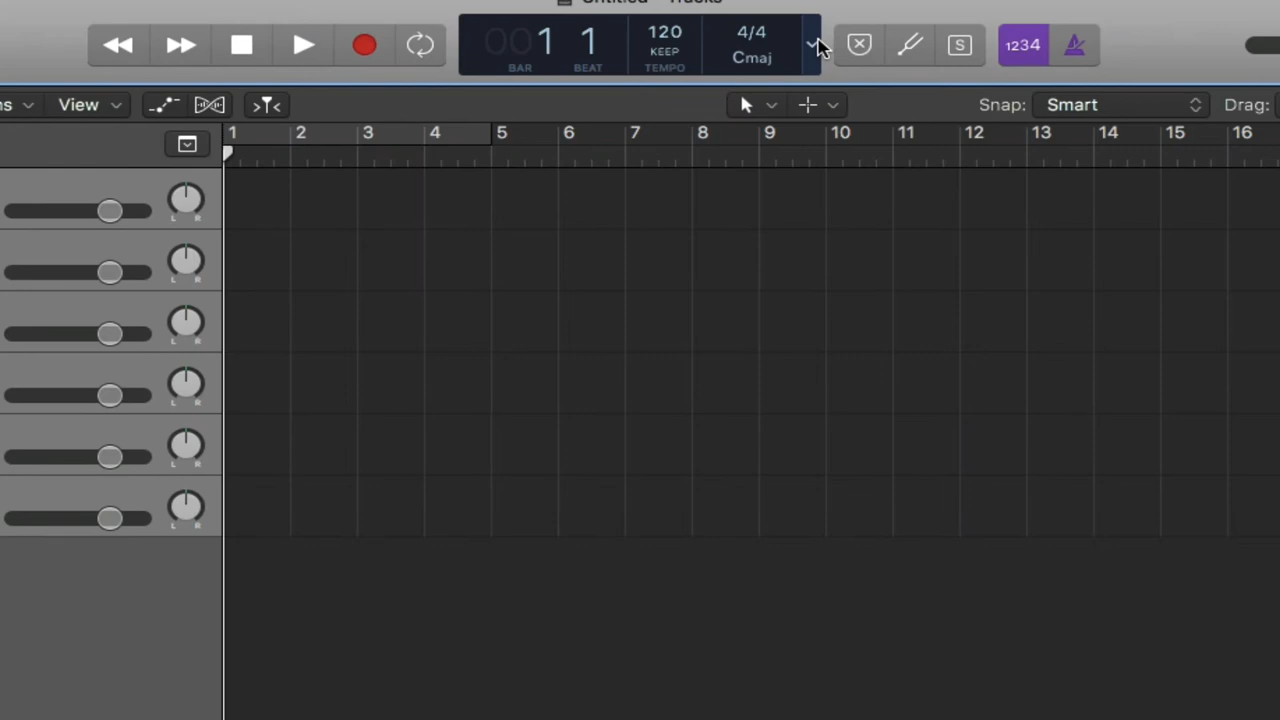 Untitled - Tracks
001 1
120
KEEP
4/4
Cmaj
BAR
BEAT
TEMPO
S
1234
ns
View
Snap:
Smart
Drag:
1 2 3 4 5 6 7 8 9 10 11 12 13 14 15 16
L R
L R
L R
L R
L R
L R